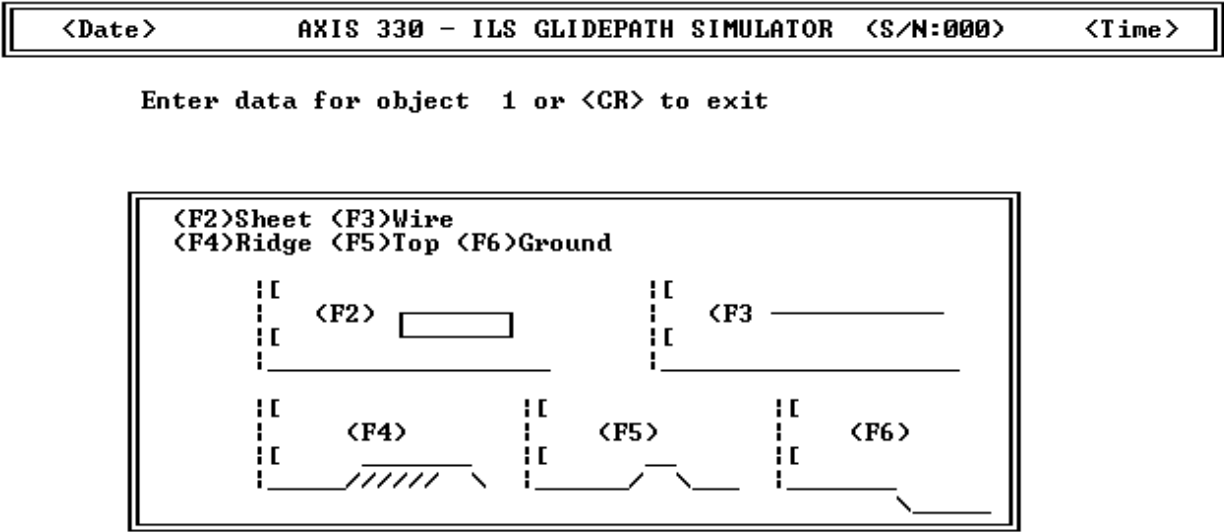 <Date> AXIS 330 - ILS GLIDEPATH SIMULATOR (S/N:000) <Time>
Enter data for object 1 or <CR> to exit
(F2)Sheet (F3)Wire
(F4)Ridge (F5)Top (F6)Ground
(F2) (F3
(F4) (F5) (F6)